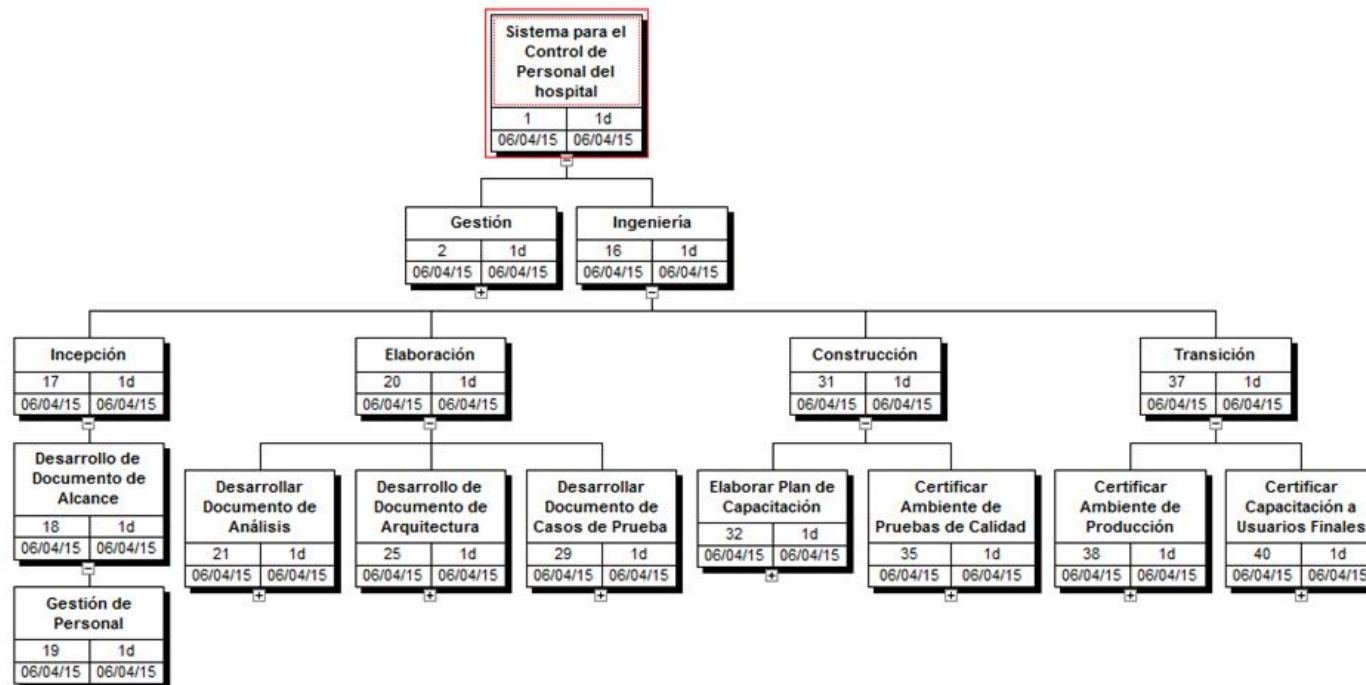 Sistema para el
Control de
Personal del
hospital
1 1d
06/04/15 06/04/15
Gestión
2 1d
06/04/15 06/04/15
Ingeniería
16 1d
06/04/15 06/04/15
Incepción
17 1d
06/04/15 06/04/15
Elaboración
20 1d
06/04/15 06/04/15
Construcción
31 1d
06/04/15 06/04/15
Transición
37 1d
06/04/15 06/04/15
Desarrollo de
Documento de
Alcance
18 1d
06/04/15 06/04/15
Desarrollar
Documento de
Análisis
21 1d
06/04/15 06/04/15
Desarrollo de
Documento de
Arquitectura
25 1d
06/04/15 06/04/15
Desarrollar
Documento de
Casos de Prueba
29 1d
06/04/15 06/04/15
Elaborar Plan de
Capacitación
32 1d
06/04/15 06/04/15
Certificar
Ambiente de
Pruebas de Calidad
35 1d
06/04/15 06/04/15
Certificar
Ambiente de
Producción
38 1d
06/04/15 06/04/15
Certificar
Capacitación a
Usuarios Finales
40 1d
06/04/15 06/04/15
Gestión de
Personal
19 1d
06/04/15 06/04/15